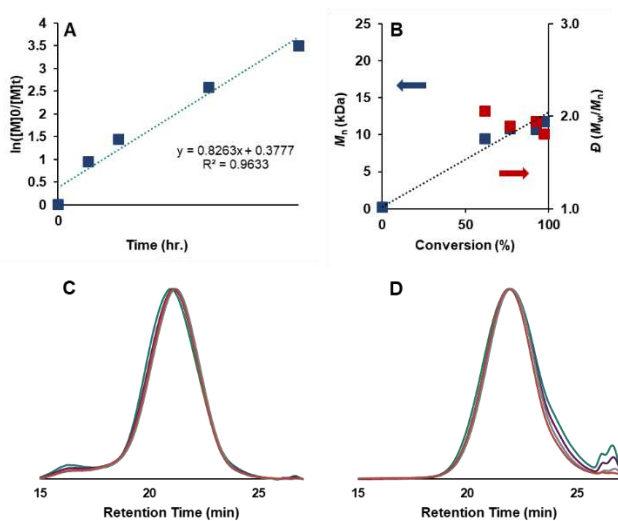 A
ln([M]0/[M]t)
4
3.5
3
2.5
2
1.5
1
0.5
0
0
y = 0.8263x + 0.3777
R² = 0.9633
Time (hr.)
B
Mn (kDa)
25
20
15
10
5
0
0
50
100
3.0
2.0
1.0
Đ (Mw/Mn)
Conversion (%)
C
15
20
25
Retention Time (min)
D
15
20
25
Retention Time (min)